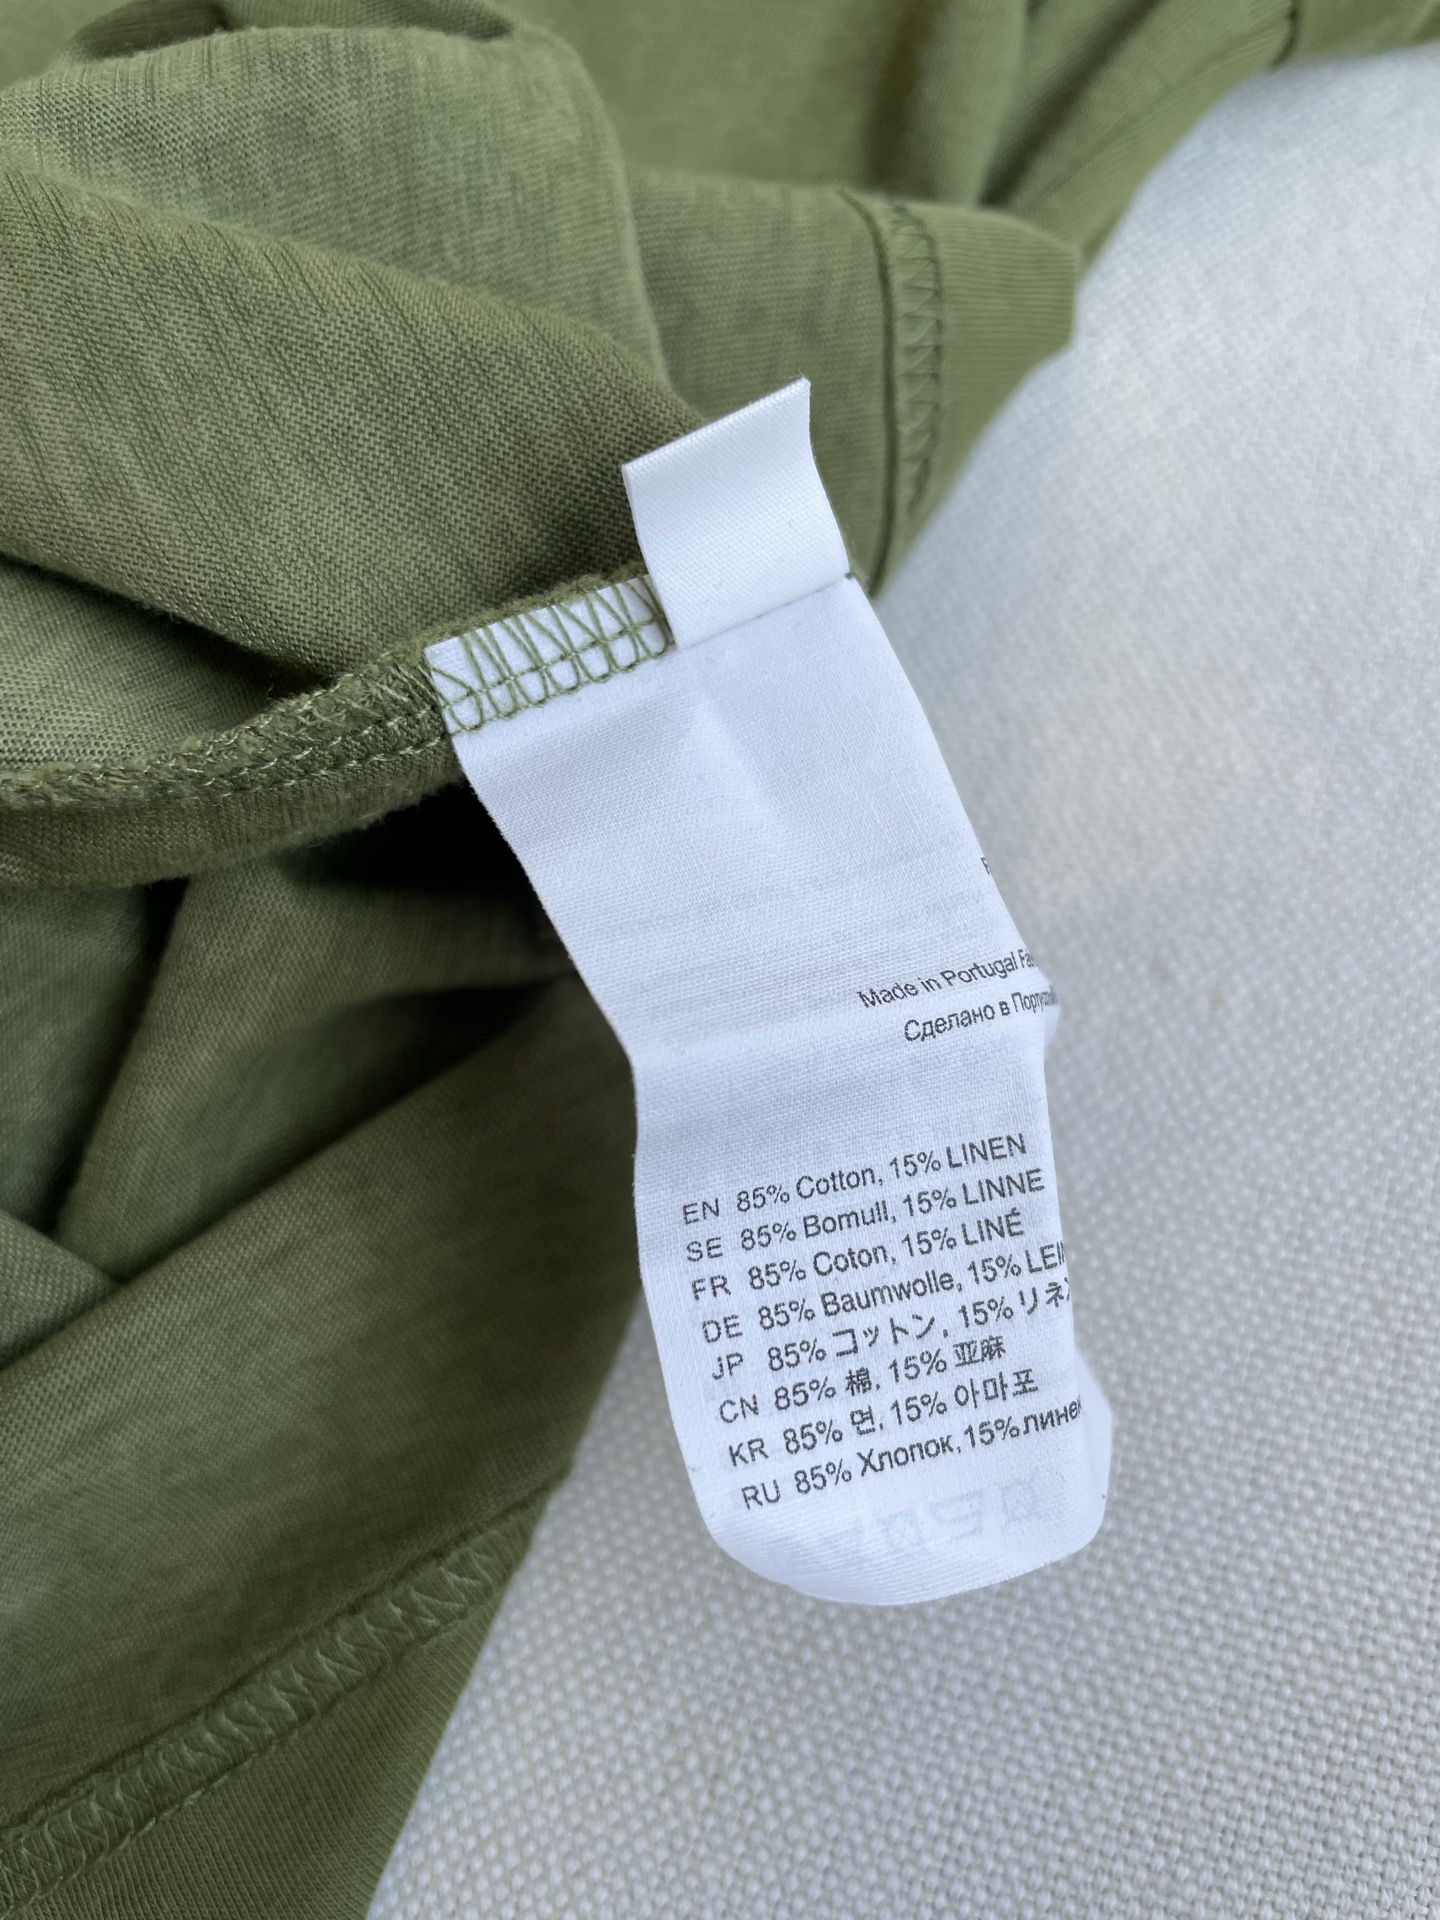 Made in Portugal
Сделано в
EN 85% Cotton, 15% LINEN
SE 85% Bomull, 15% LINNE
FR 85% Coton, 15% LINÉ
DE 85% Baumwolle, 15%
JP 85% コットン, 15%
CN 85% 棉, 15% 亚麻
KR 85% 면, 15% 아마포
RU 85% Хлопок, 15%